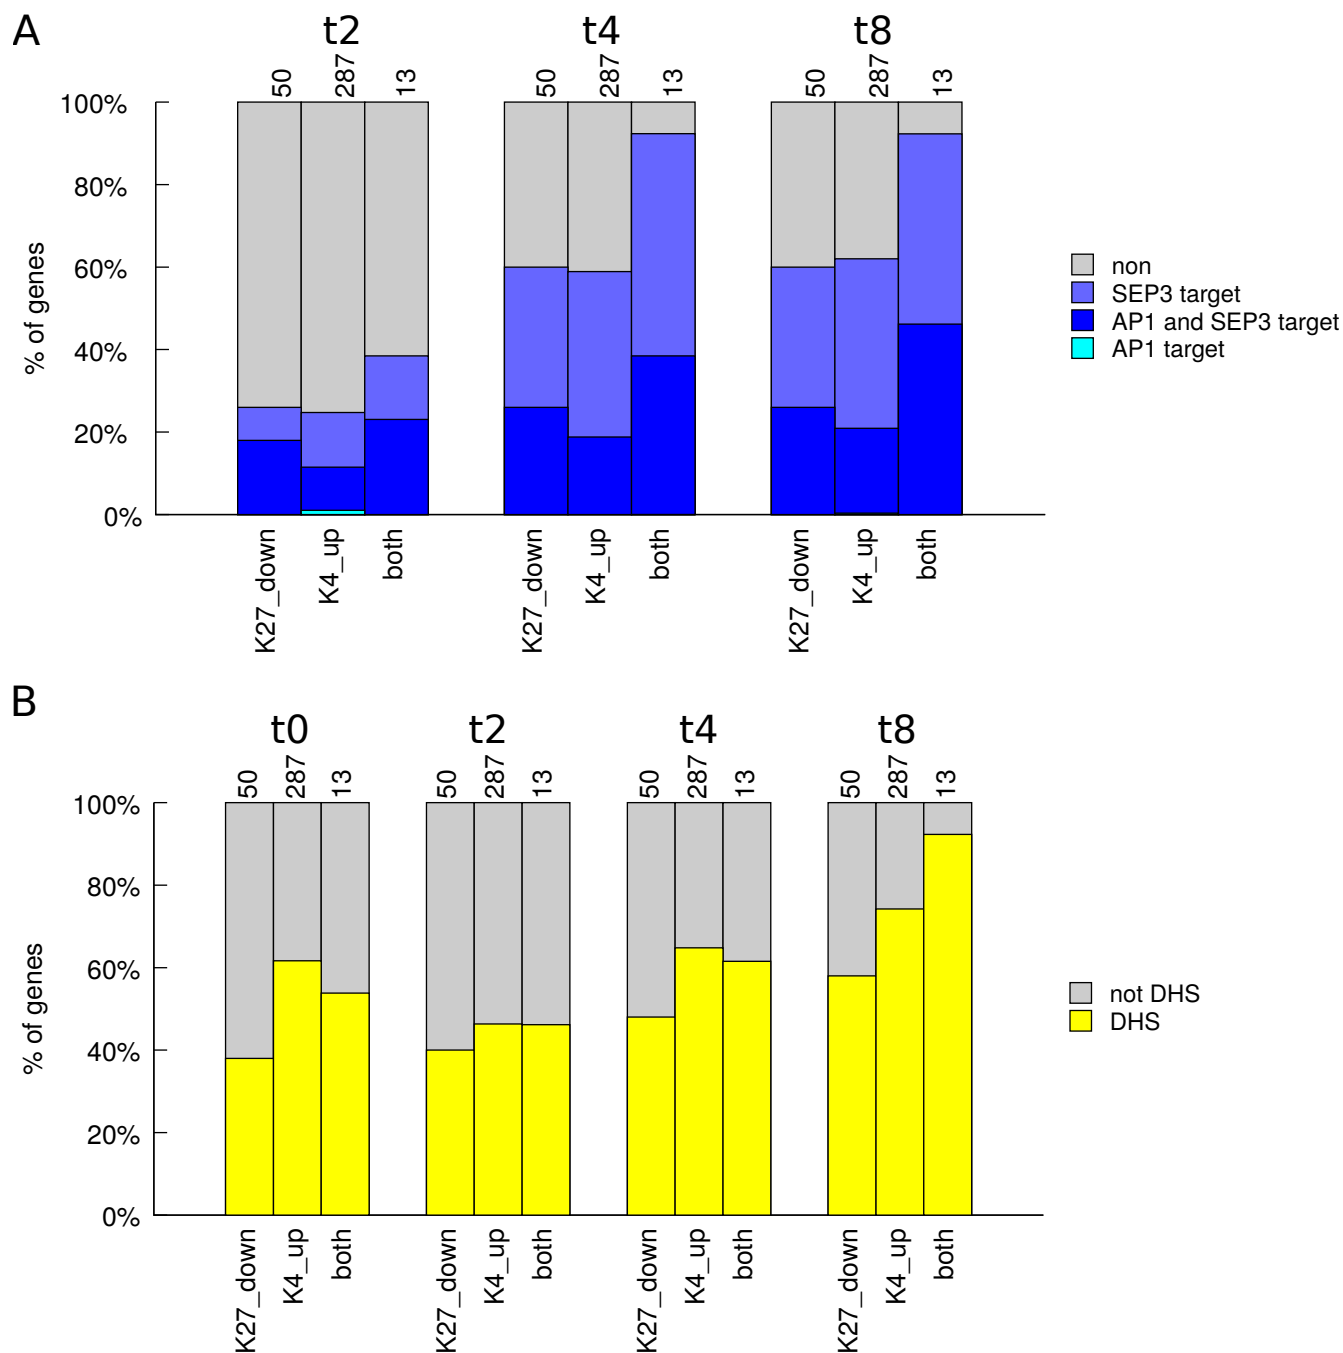 A
t2 t4 t8
50 287 13 50 287 13 50 287 13
100%
80%
60%
40%
20%
0%
% of genes
K27_down K4_up both K27_down K4_up both K27_down K4_up both
non
SEP3 target
AP1 and SEP3 target
AP1 target
B
t0 t2 t4 t8
50 287 13 50 287 13 50 287 13 50 287 13
100%
80%
60%
40%
20%
0%
% of genes
K27_down K4_up both K27_down K4_up both K27_down K4_up both K27_down K4_up both
not DHS
DHS